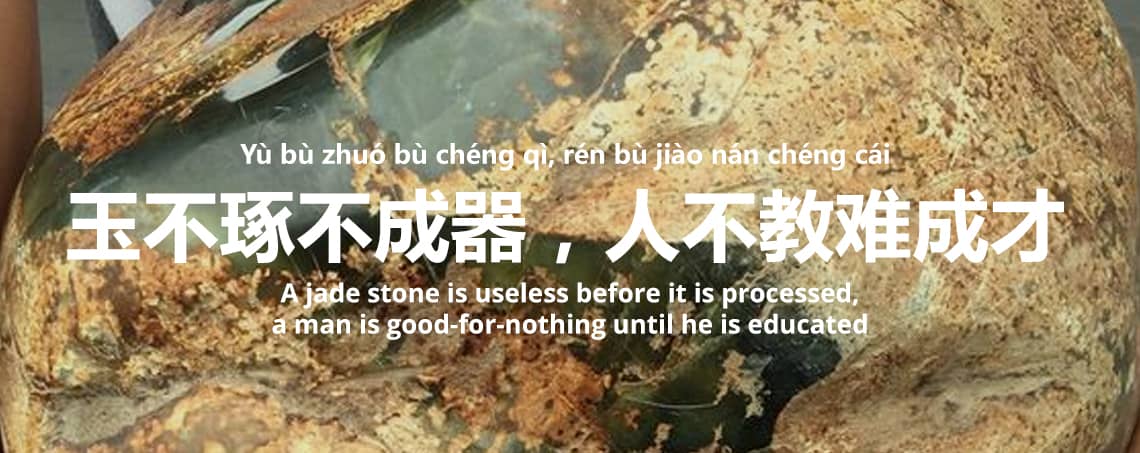 Yù bù zhuó bù chéng qì, rén bù jiào nán chéng cái
玉不琢不成器，人不教难成才
A jade stone is useless before it is processed,
a man is good-for-nothing until he is educated